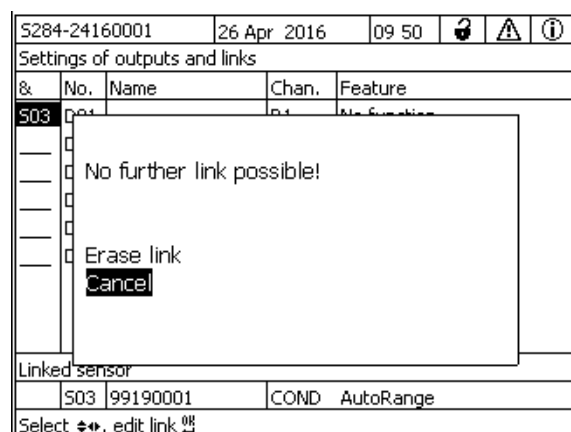 S284-24160001 26 Apr 2016 09 50
Settings of outputs and links
& No. Name Chan. Feature
S03
No further link possible!
Erase link
Cancel
Linked sensor
S03 99190001 COND AutoRange
Select , edit link OK